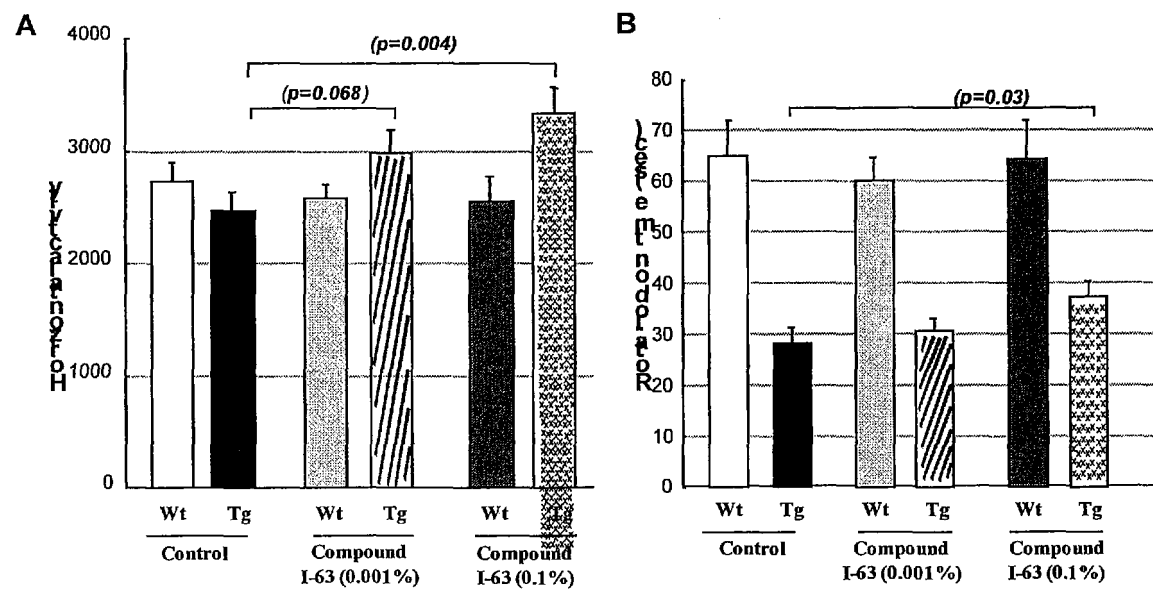 A
4000
3000
2000
1000
0
(p=0.004)
(p=0.068)
Wt Tg Wt Tg Wt Tg
Control Compound Compound
I-63 (0.001%) I-63 (0.1%)
B
80
70
60
50
40
30
20
10
0
(p=0.03)
Wt Tg Wt Tg Wt Tg
Control Compound Compound
I-63 (0.001%) I-63 (0.1%)